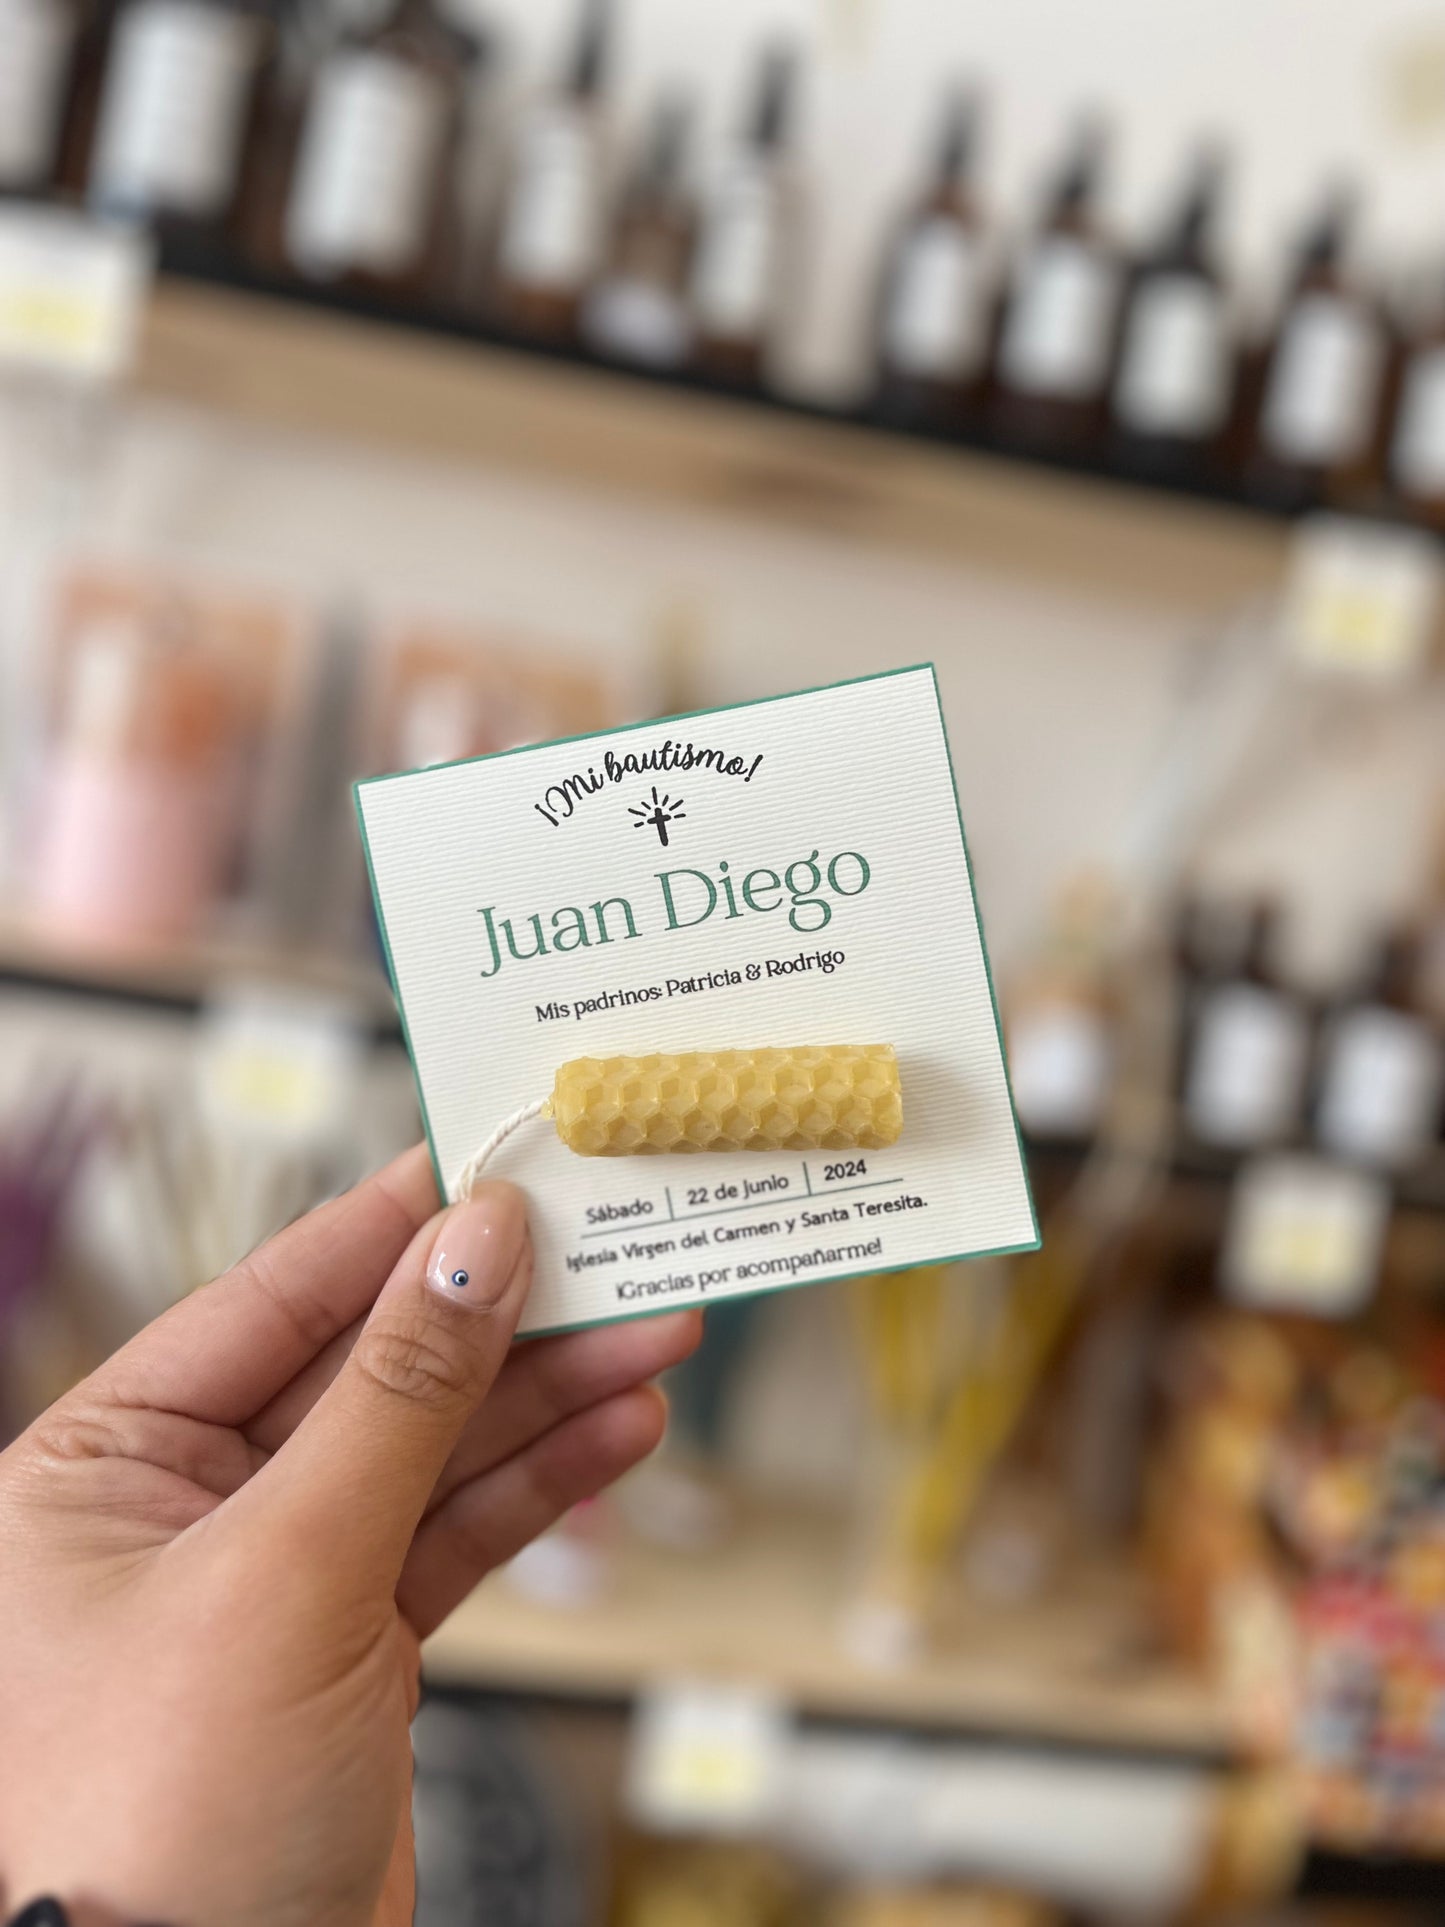 ¡Mi bautismo!
Juan Diego
Mis padrinos: Patricia & Rodrigo
Sábado | 22 de Junio | 2024
Iglesia Virgen del Carmen y Santa Teresita.
¡Gracias por acompañarme!